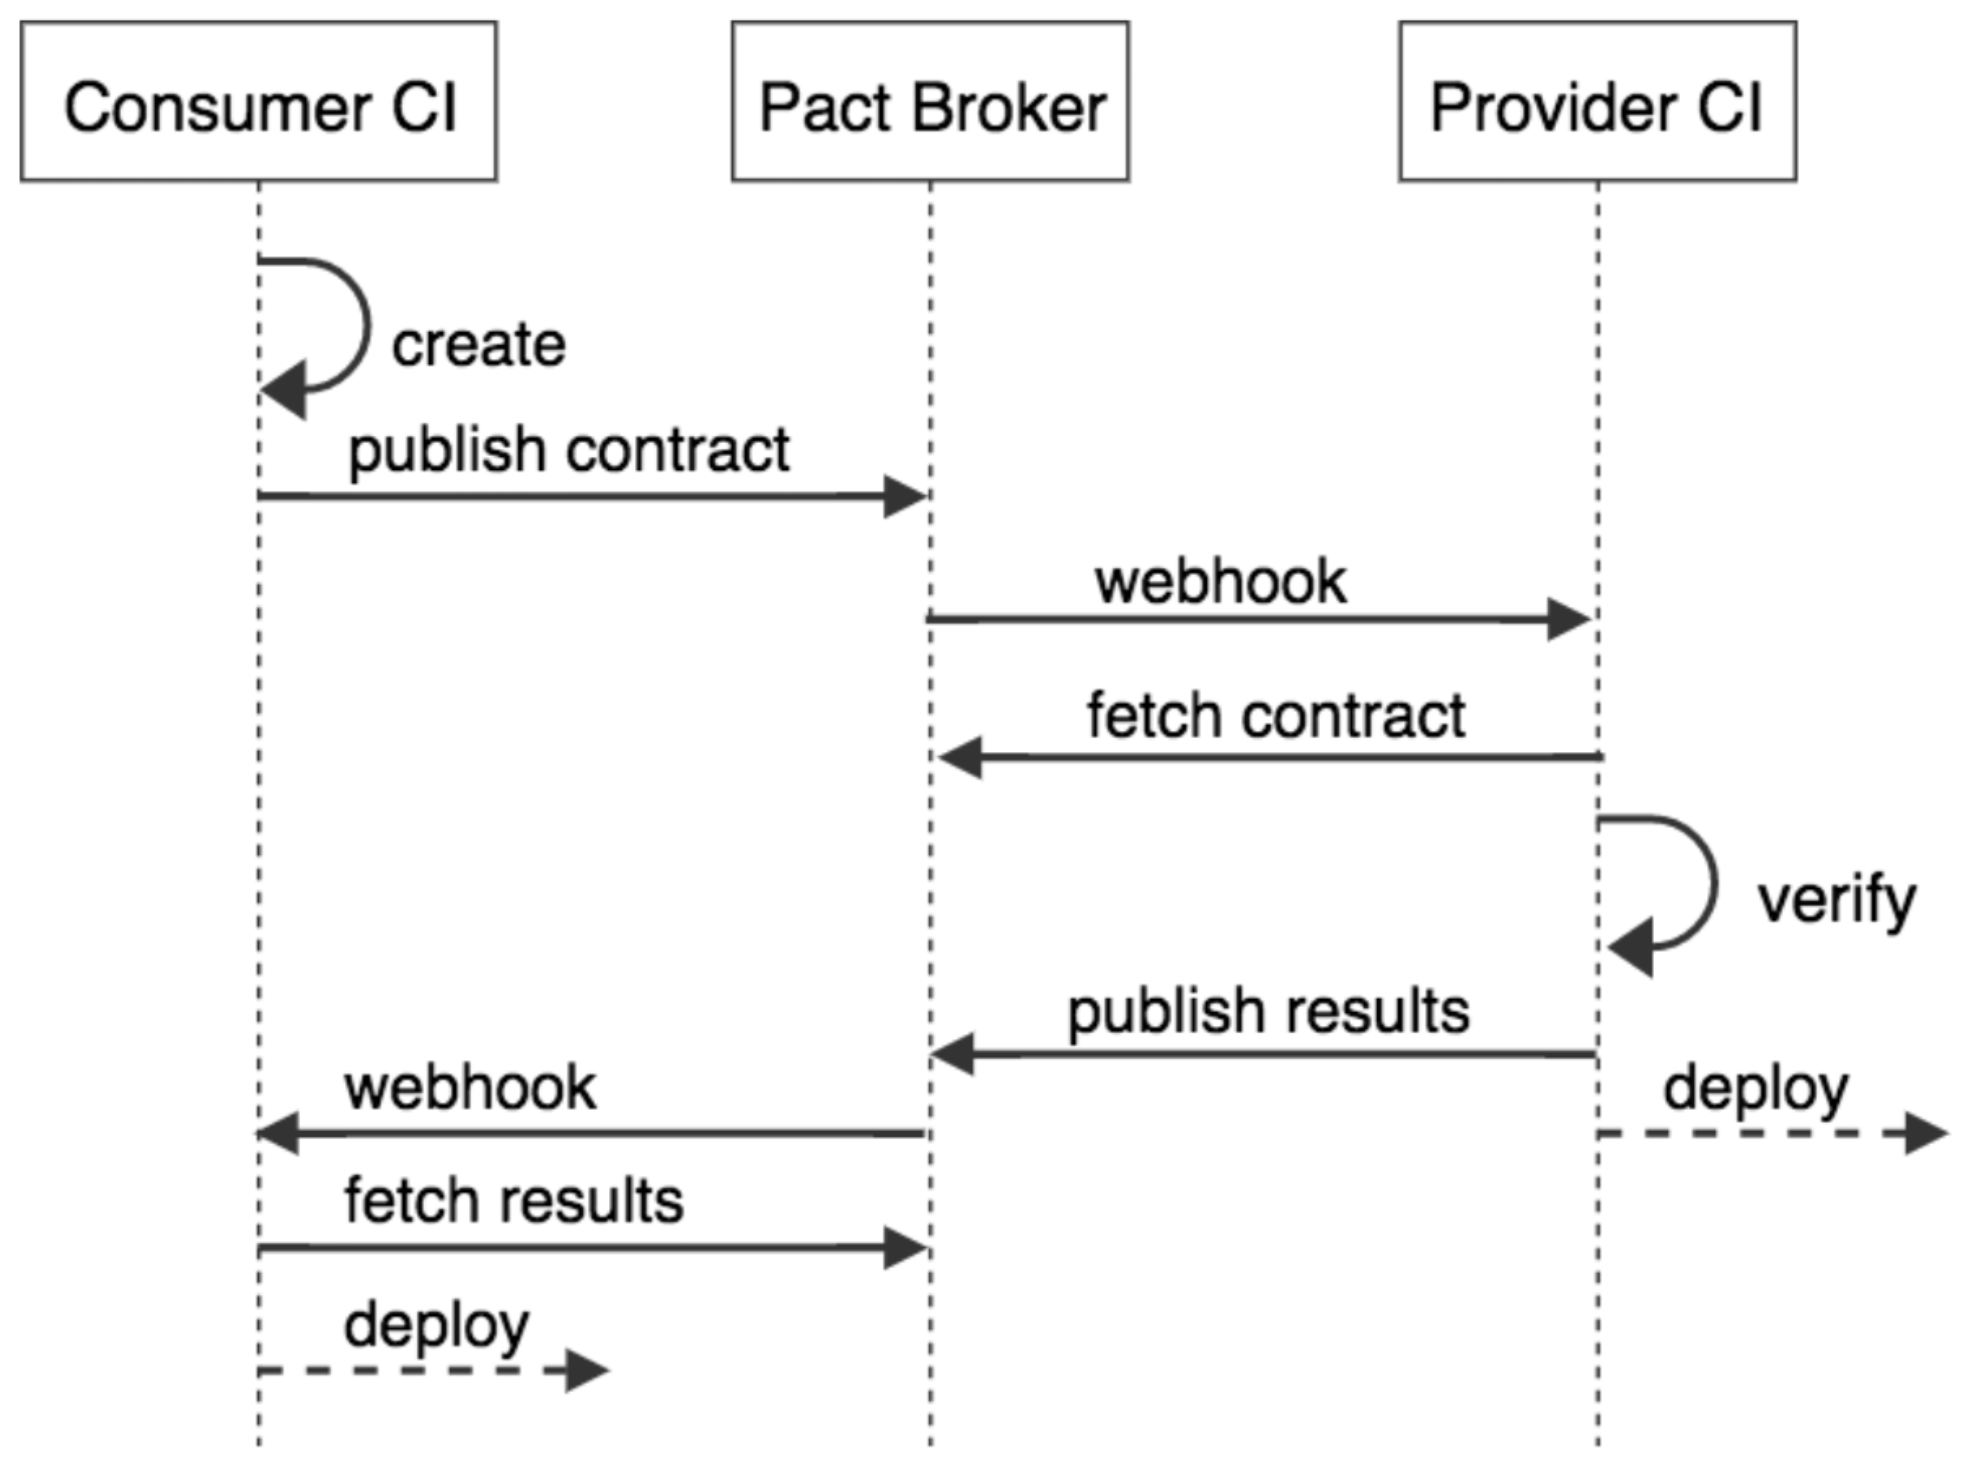 Consumer CI
Pact Broker
Provider CI
create
publish contract
webhook
fetch contract
verify
publish results
webhook
deploy
fetch results
deploy